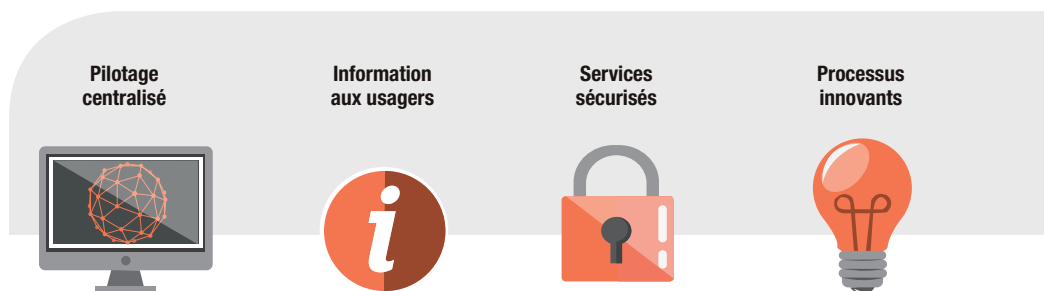 Pilotage
centralisé
Information
aux usagers
Services
sécurisés
Processus
innovants
i